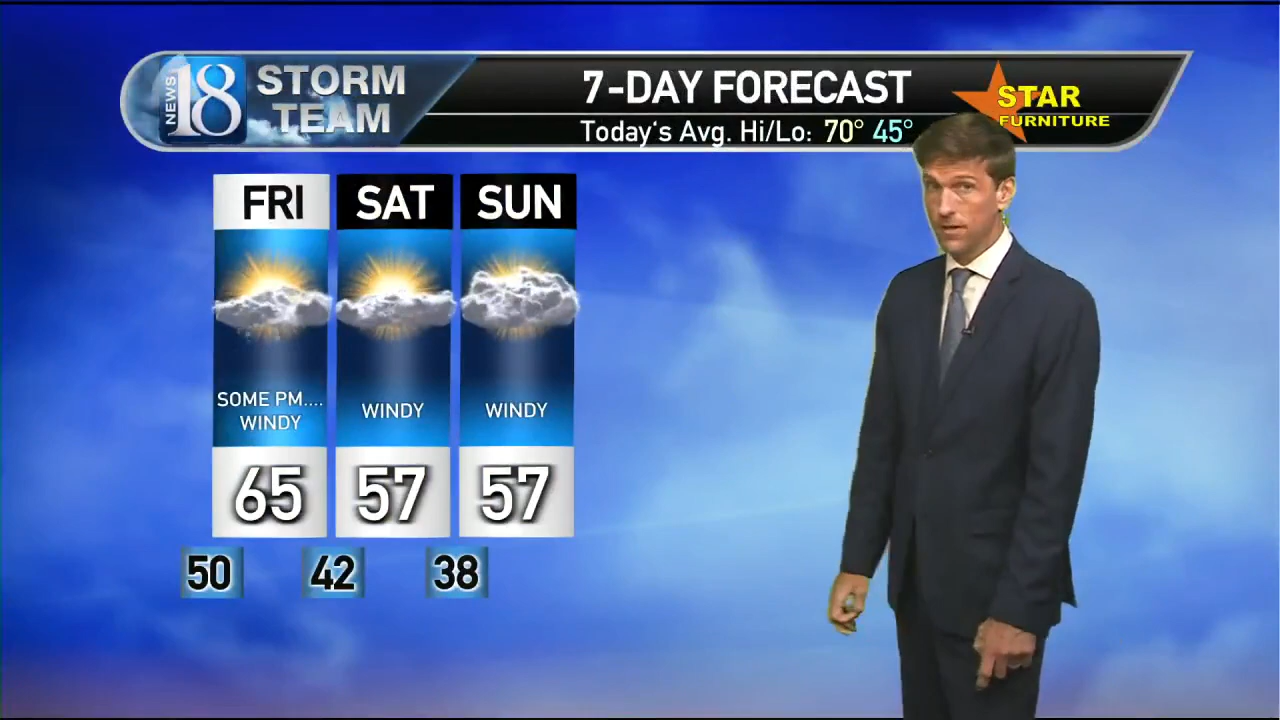 NEWS
18
STORM
TEAM
7-DAY FORECAST
Today's Avg. Hi/Lo: 70° 45°
STAR
FURNITURE
FRI
SAT
SUN
SOME PM....
WINDY
WINDY
WINDY
65
57
57
50
42
38